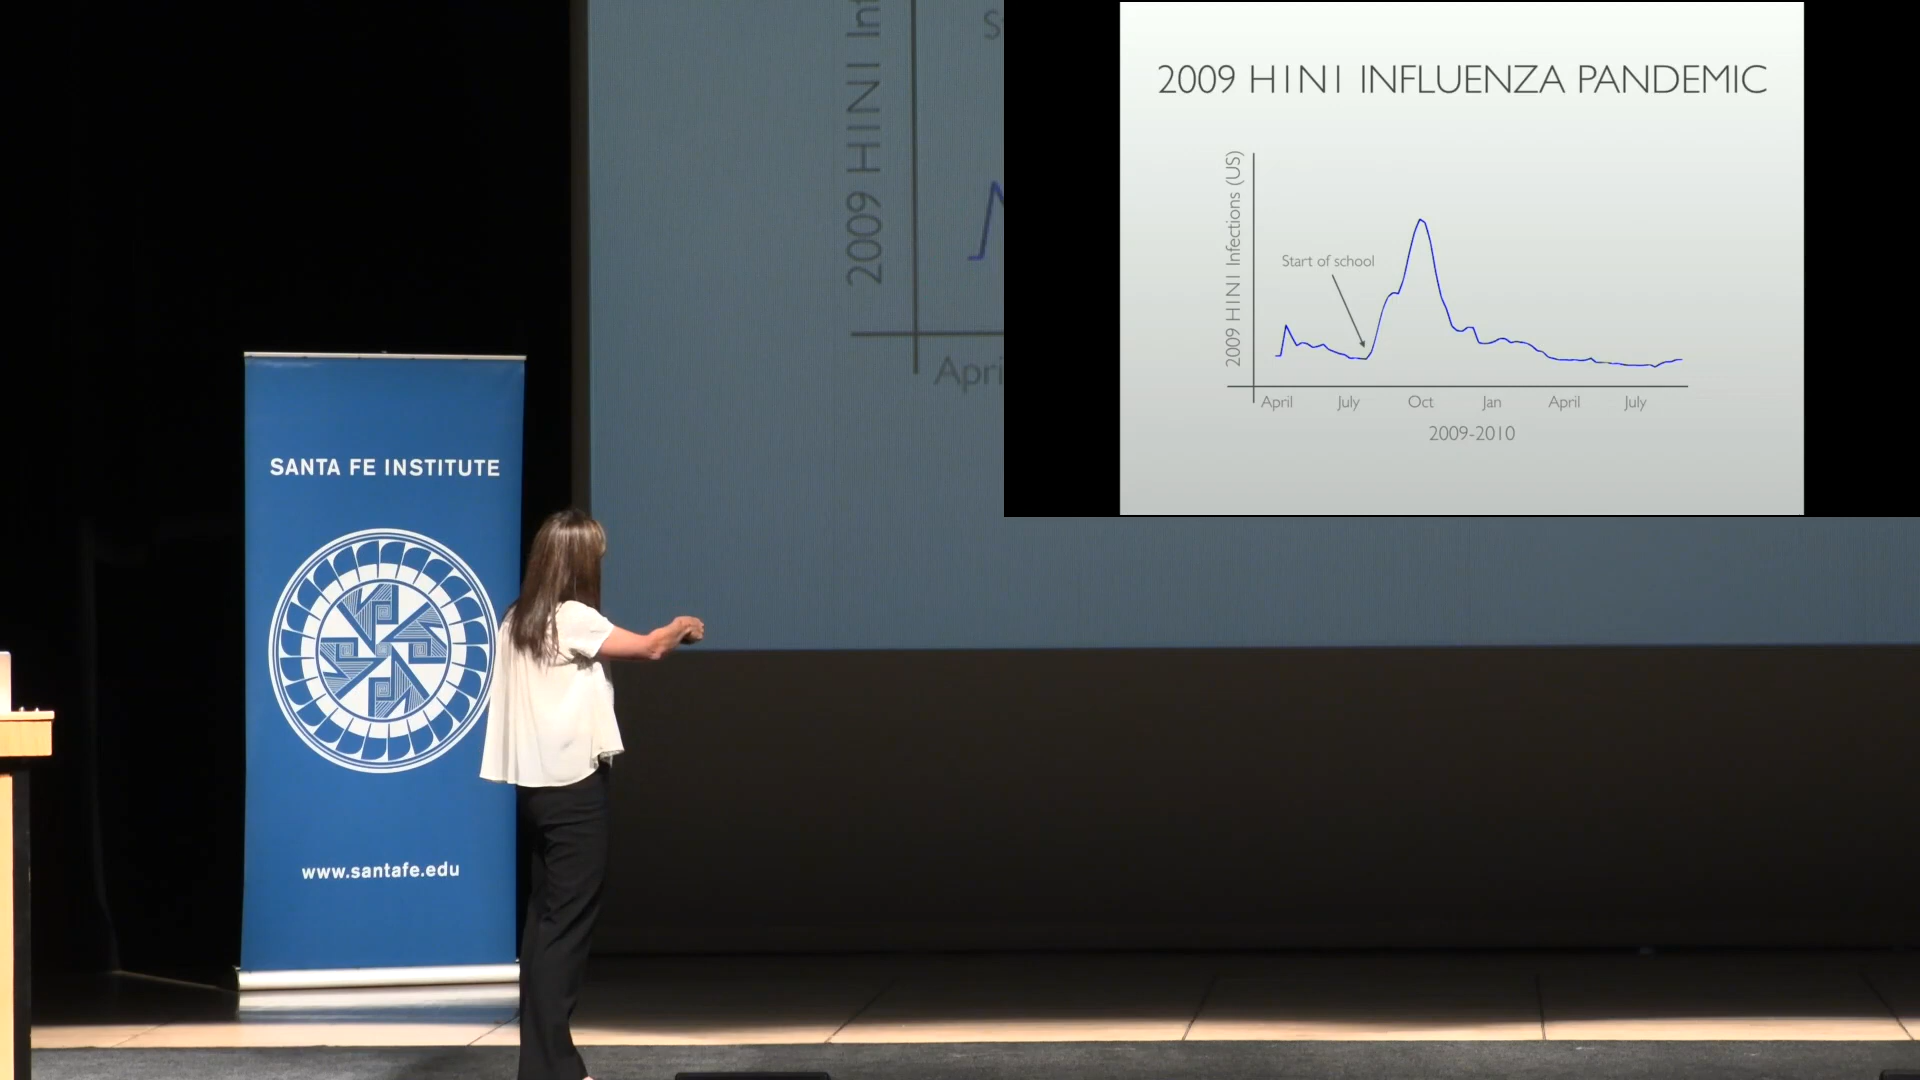 2009 H1N1 Inf
S
Apri
2009 H1N1 INFLUENZA PANDEMIC
2009 H1N1 Infections (US)
Start of school
April July Oct Jan April July
2009-2010
SANTA FE INSTITUTE
www.santafe.edu